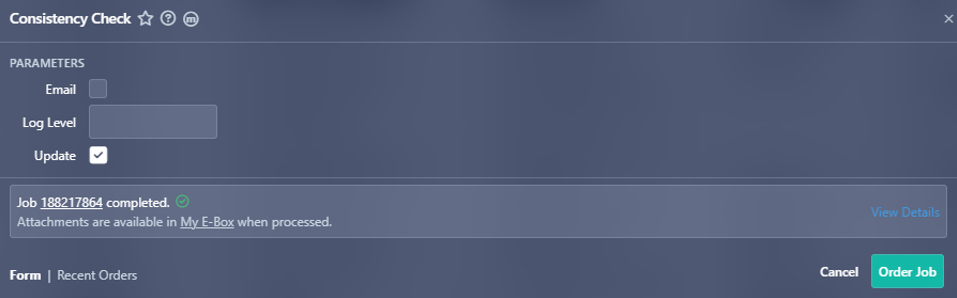 Consistency Check
PARAMETERS
Email
Log Level
Update
Job 188217864 completed.
Attachments are available in My E-Box when processed.
View Details
Form | Recent Orders
Cancel
Order Job